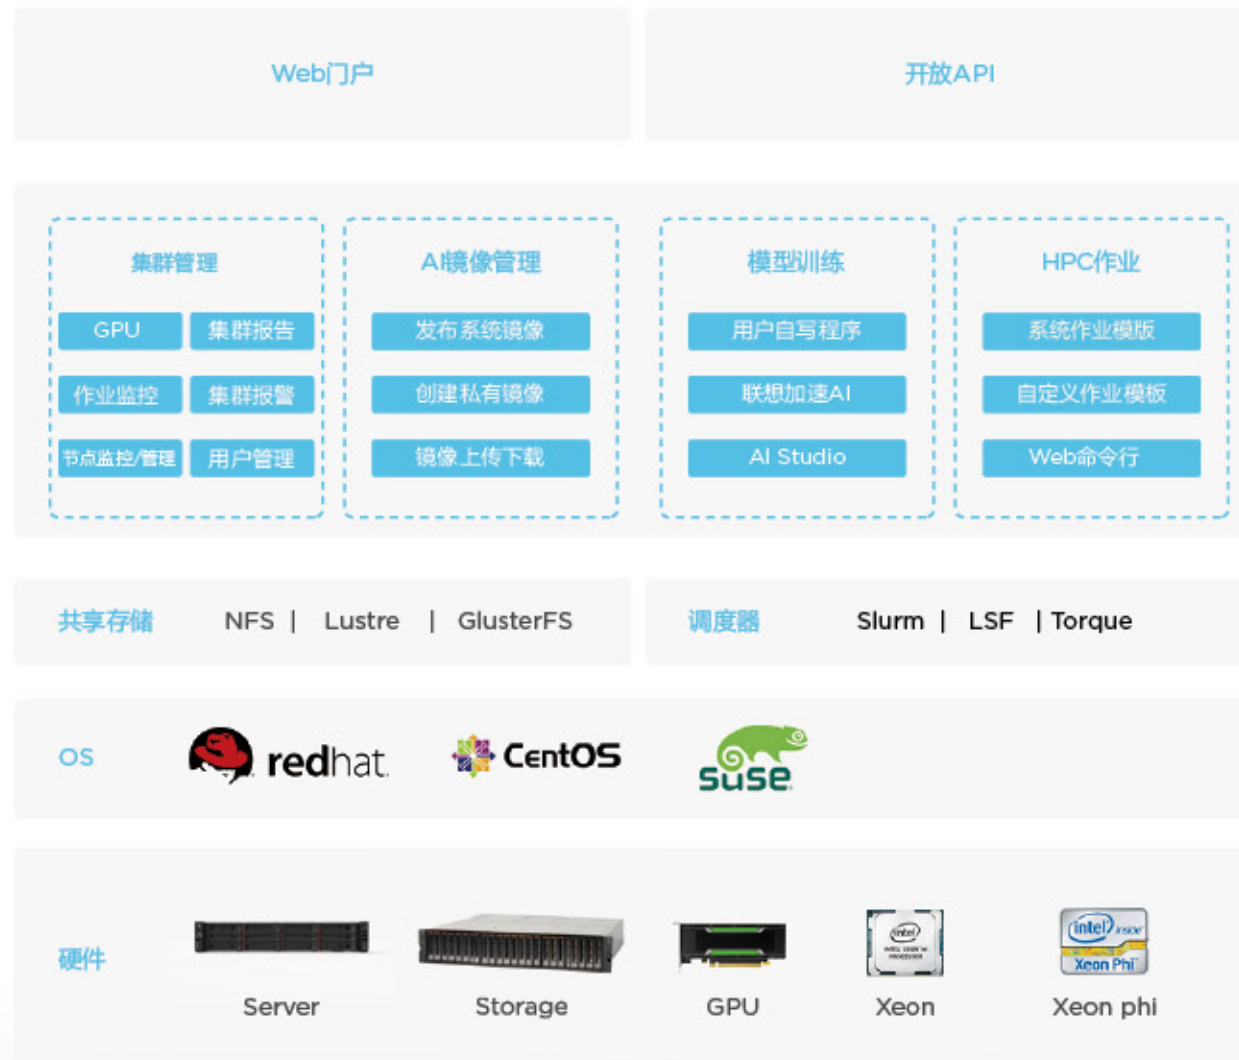 Web门户
开放API
集群管理
GPU
集群报告
作业监控
集群报警
节点监控/管理
用户管理
AI镜像管理
发布系统镜像
创建私有镜像
镜像上传下载
模型训练
用户自写程序
联想加速AI
AI Studio
HPC作业
系统作业模版
自定义作业模板
Web命令行
共享存储 NFS | Lustre | GlusterFS
调度器 Slurm | LSF | Torque
OS
redhat.
CentOS
suse
硬件
intel
intel inside
Xeon Phi
Server
Storage
GPU
Xeon
Xeon phi